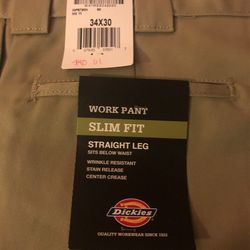 34X30
WORK PANT
SLIM FIT
STRAIGHT LEG
SITS BELOW WAIST
WRINKLE RESISTANT
STAIN RELEASE
CENTER CREASE
Dickies
QUALITY WORKWEAR SINCE 1922